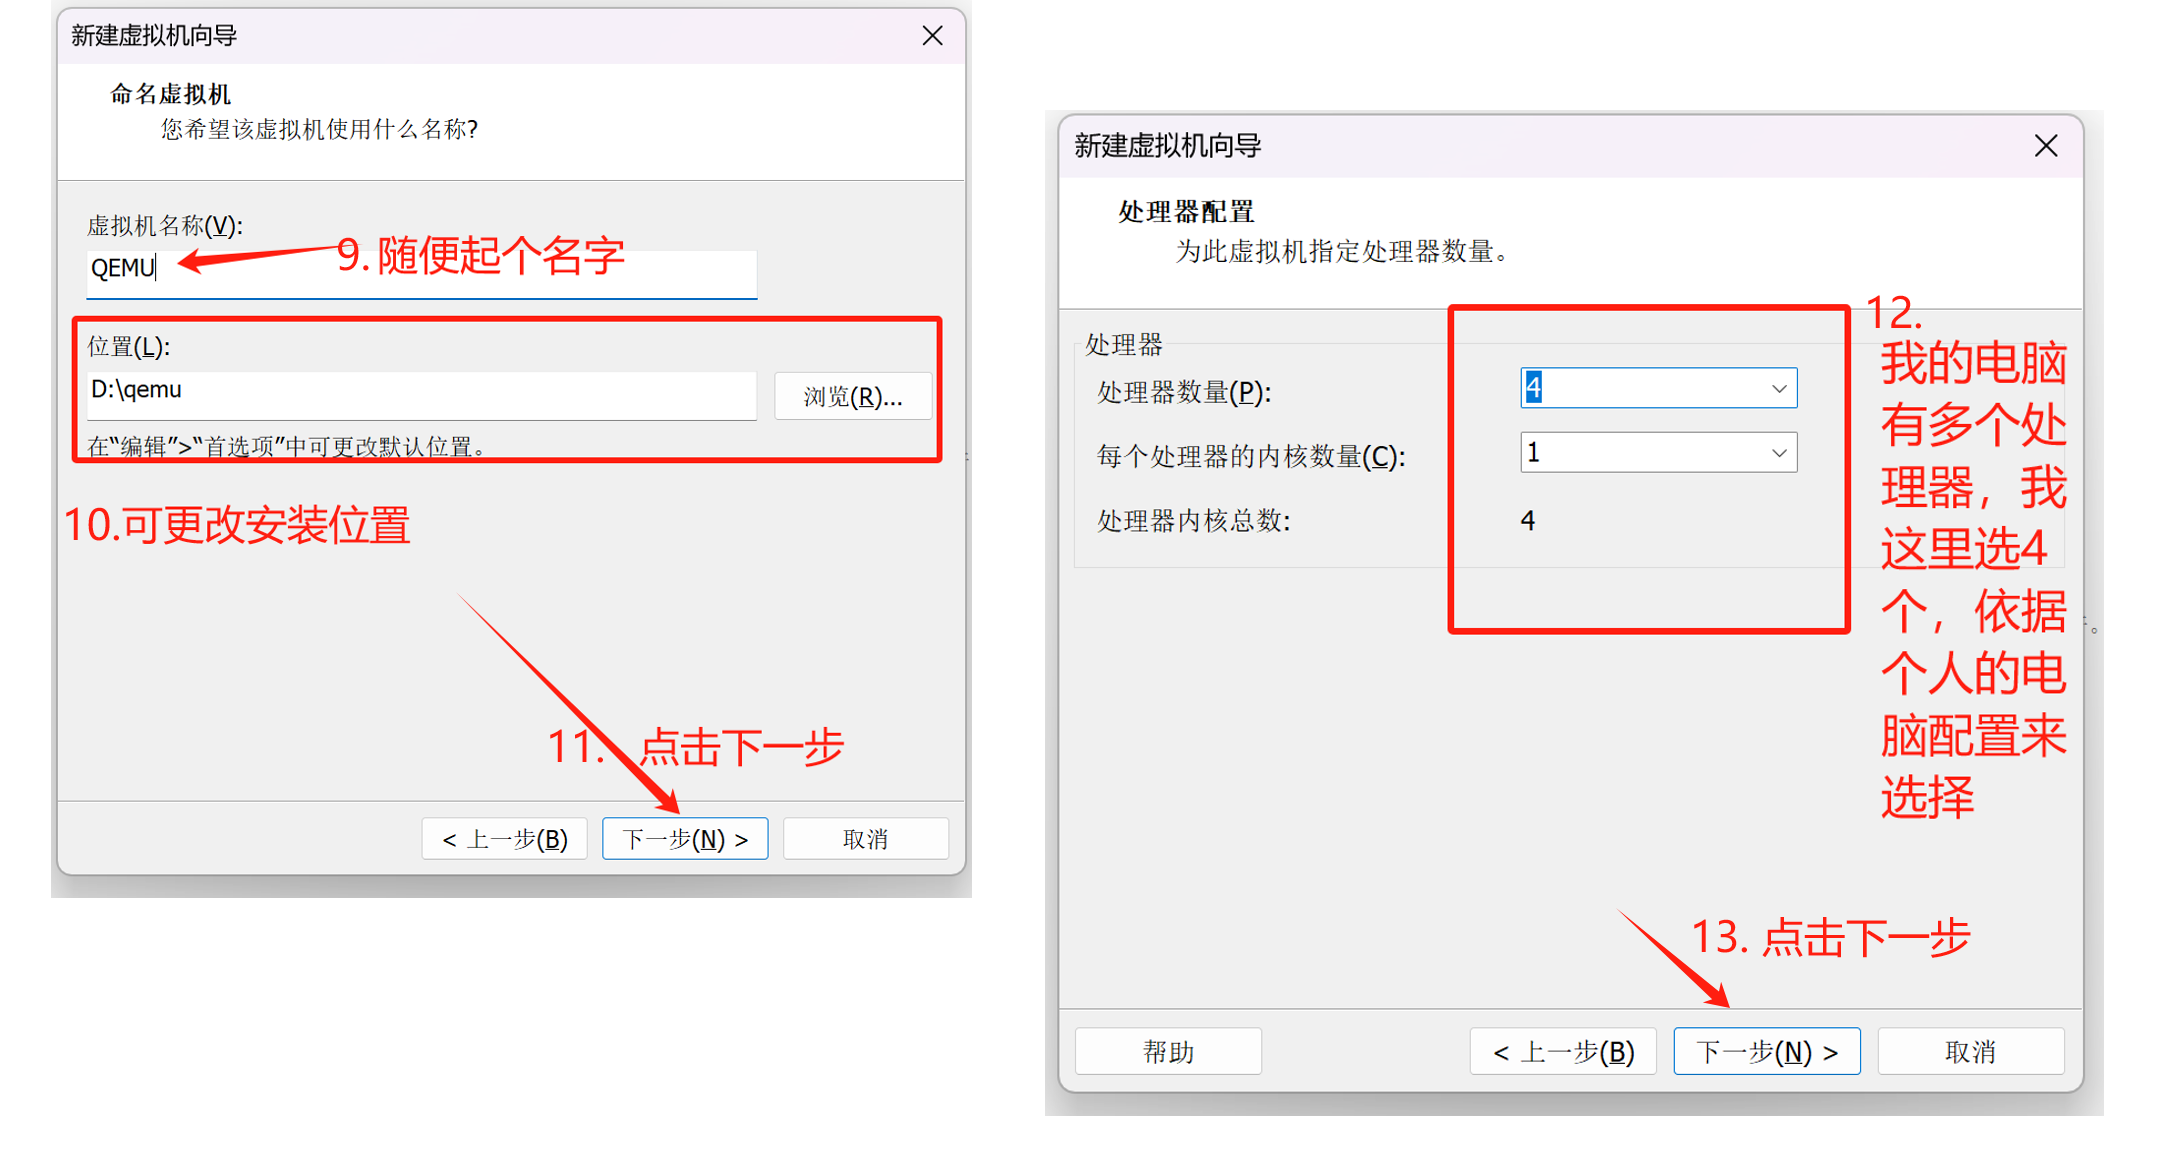 新建虚拟机向导
命名虚拟机
您希望该虚拟机使用什么名称?
虚拟机名称(V):
QEMU
9. 随便起个名字
位置(L):
D:\qemu
浏览(R)...
在“编辑”>“首选项”中可更改默认位置。
10.可更改安装位置
11. 点击下一步
< 上一步(B)
下一步(N) >
取消
新建虚拟机向导
处理器配置
为此虚拟机指定处理器数量。
处理器
处理器数量(P):
4
每个处理器的内核数量(C):
1
处理器内核总数:
4
12.
我的电脑
有多个处
理器，我
这里选4
个，依据
个人的电
脑配置来
选择
13. 点击下一步
帮助
< 上一步(B)
下一步(N) >
取消